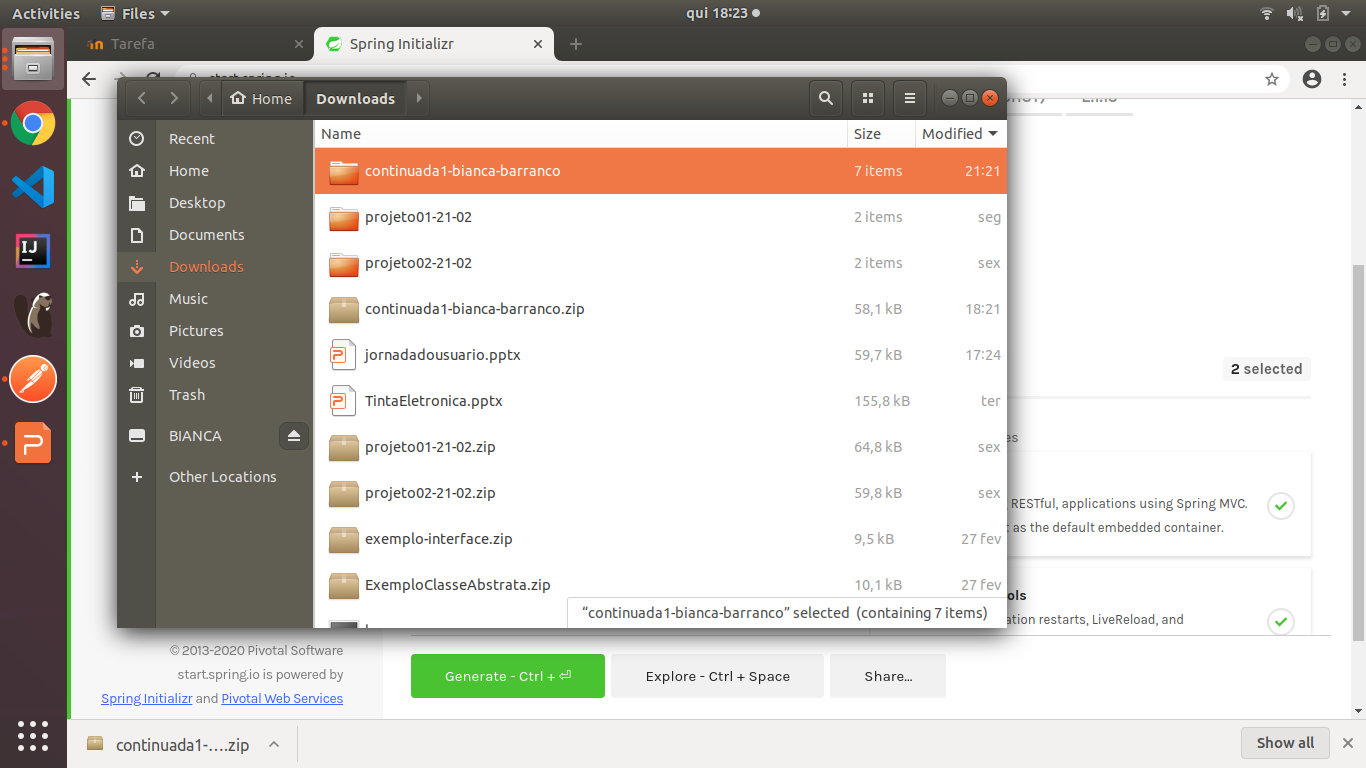 Activities Files qui 18:23
Tarefa Spring Initializr
Home Downloads
Recent
Home
Desktop
Documents
Downloads
Music
Pictures
Videos
Trash
BIANCA
Other Locations
Name Size Modified
continuada1-bianca-barranco 7 items 21:21
projeto01-21-02 2 items seg
projeto02-21-02 2 items sex
continuada1-bianca-barranco.zip 58,1 kB 18:21
jornadadousuario.pptx 59,7 kB 17:24
TintaEletronica.pptx 155,8 kB ter
projeto01-21-02.zip 64,8 kB sex
projeto02-21-02.zip 59,8 kB sex
exemplo-interface.zip 9,5 kB 27 fev
ExemploClasseAbstrata.zip 10,1 kB 27 fev
“continuada1-bianca-barranco” selected (containing 7 items)
2 selected
RESTful, applications using Spring MVC.
as the default embedded container.
restarts, LiveReload, and
© 2013-2020 Pivotal Software
start.spring.io is powered by
Spring Initializr and Pivotal Web Services
Generate - Ctrl + ⏎ Explore - Ctrl + Space Share...
continuada1-....zip Show all